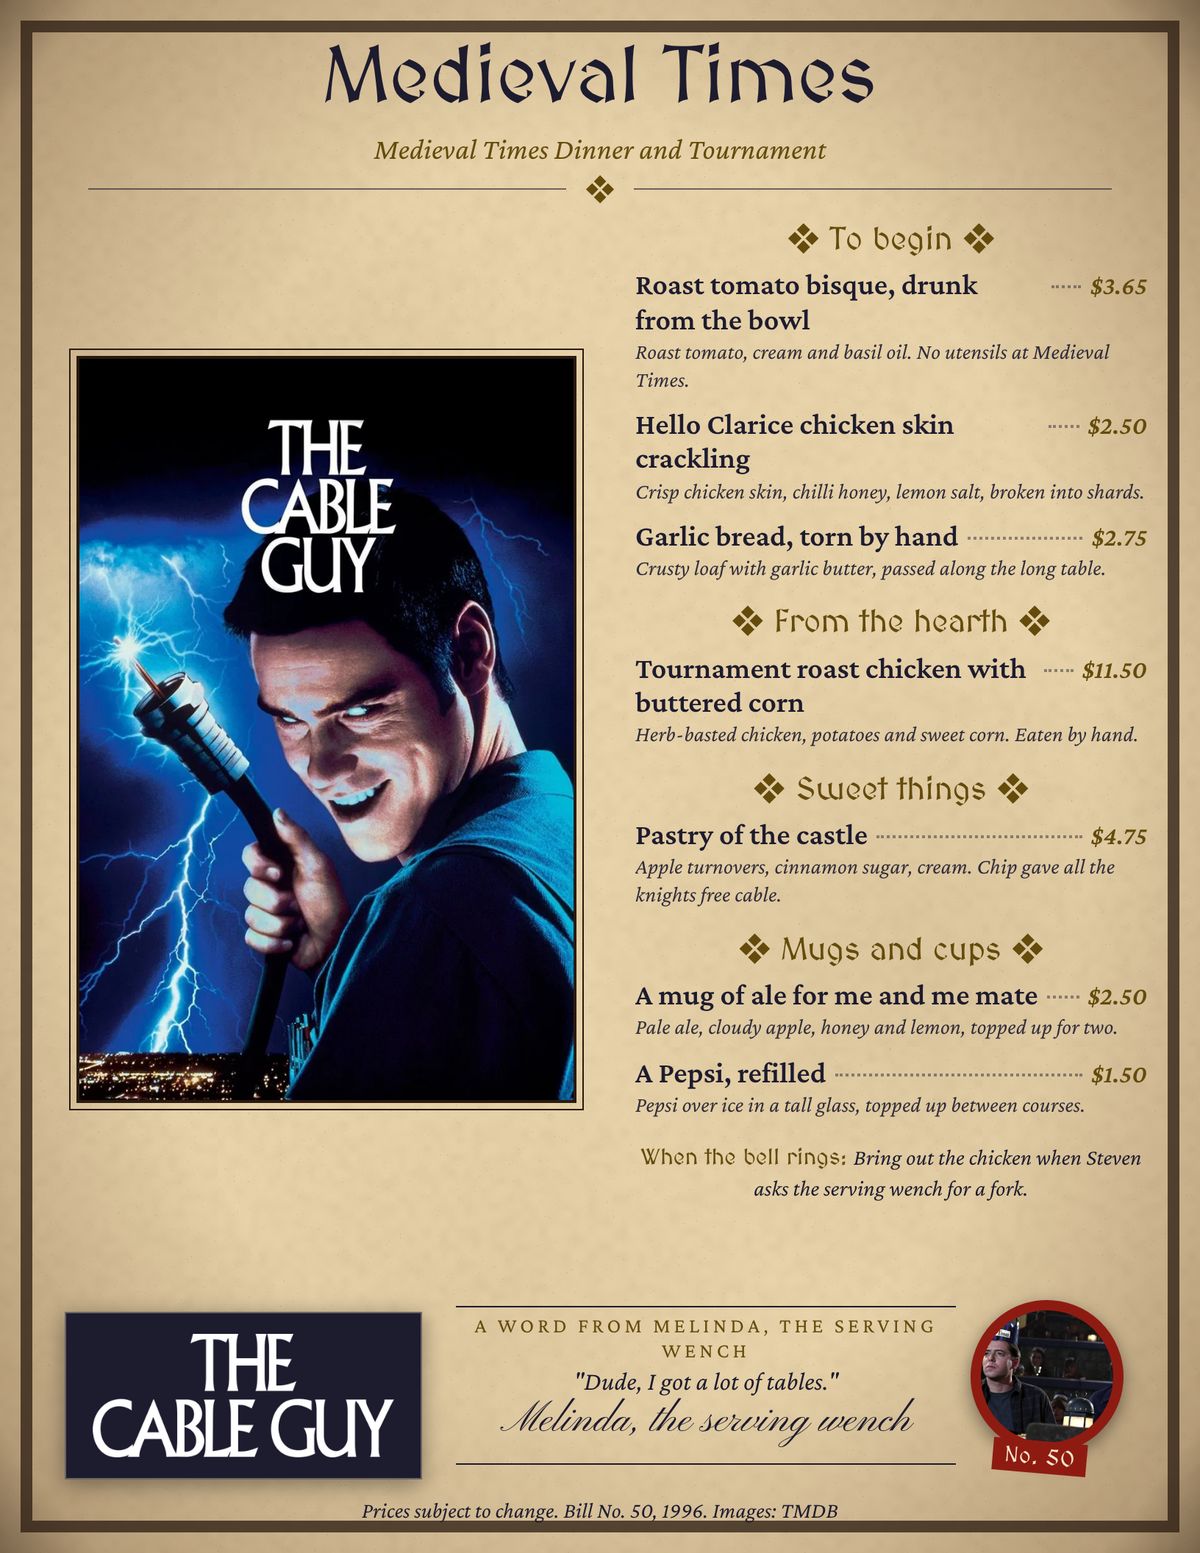 Medieval Times
Medieval Times Dinner and Tournament
THE
CABLE
GUY
❖ To begin ❖
Roast tomato bisque, drunk from the bowl ...... $3.65
Roast tomato, cream and basil oil. No utensils at Medieval
Times.
Hello Clarice chicken skin crackling ...... $2.50
Crisp chicken skin, chilli honey, lemon salt, broken into shards.
Garlic bread, torn by hand ...... $2.75
Crusty loaf with garlic butter, passed along the long table.
❖ From the hearth ❖
Tournament roast chicken with buttered corn ...... $11.50
Herb-basted chicken, potatoes and sweet corn. Eaten by hand.
❖ Sweet things ❖
Pastry of the castle ...... $4.75
Apple turnovers, cinnamon sugar, cream. Chip gave all the
knights free cable.
❖ Mugs and cups ❖
A mug of ale for me and me mate ...... $2.50
Pale ale, cloudy apple, honey and lemon, topped up for two.
A Pepsi, refilled ...... $1.50
Pepsi over ice in a tall glass, topped up between courses.
When the bell rings: Bring out the chicken when Steven
asks the serving wench for a fork.
THE
CABLE GUY
A WORD FROM MELINDA, THE SERVING
WENCH
"Dude, I got a lot of tables."
Melinda, the serving wench
No. 50
Prices subject to change. Bill No. 50, 1996. Images: TMDB